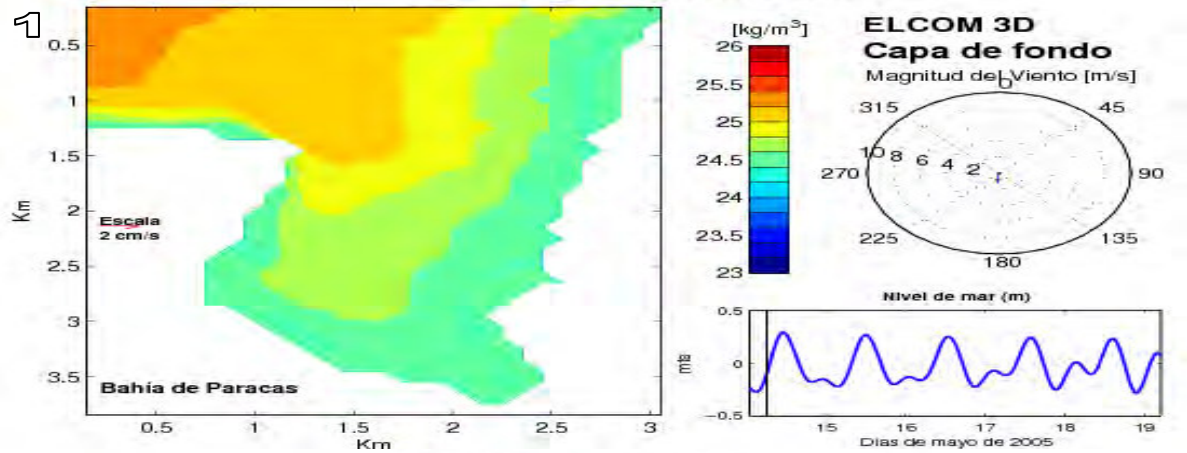 1
0.5
1
1.5
2
2.5
3
3.5
Km
Escala
2 cm/s
Bahía de Paracas
0.5
1
1.5
2
2.5
3
Km
[kg/m³]
26
25.5
25
24.5
24
23.5
23
ELCOM 3D
Capa de fondo
Magnitud del Viento [m/s]
0
315
45
10 8 6 4 2
270
90
225
135
180
Nivel de mar (m)
0.5
0
−0.5
mts
15
16
17
18
19
Días de mayo de 2005